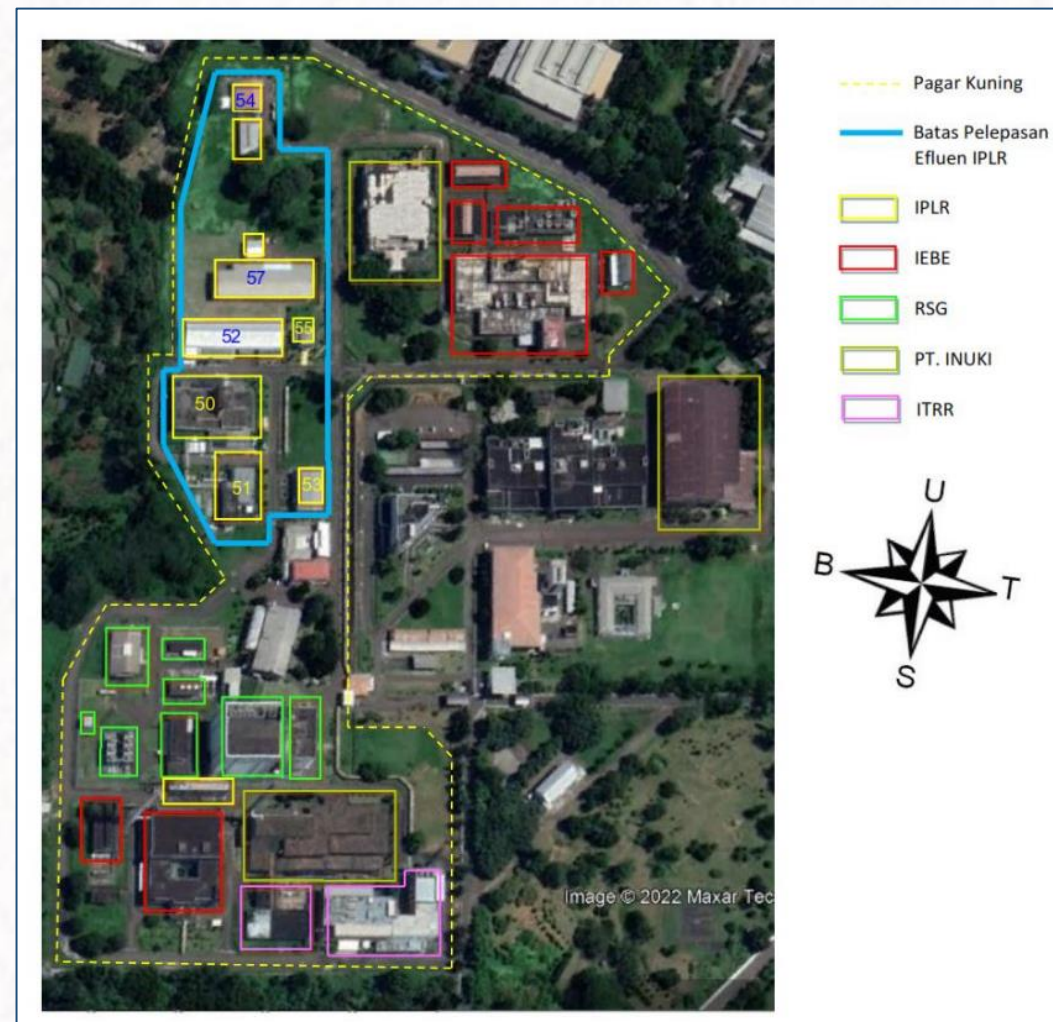 54
57
52
55
50
51
53
Image © 2022 Maxar Tec
Pagar Kuning
Batas Pelepasan
Efluen IPLR
IPLR
IEBE
RSG
PT. INUKI
ITRR
U
B
T
S